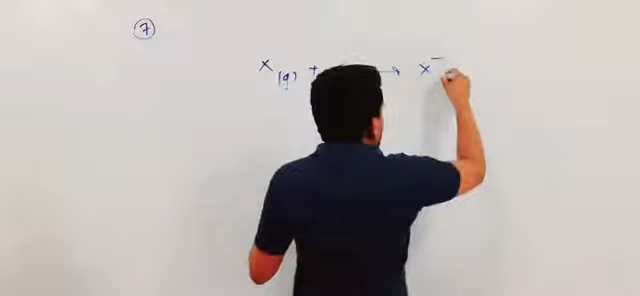 7
X (g) + → X⁻